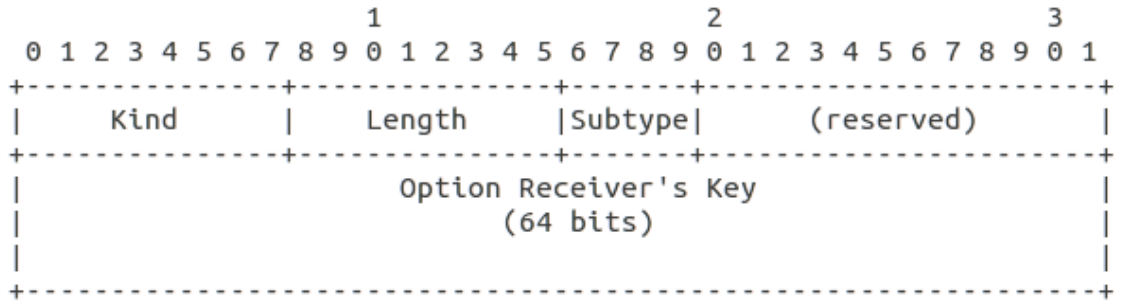 1                   2                   3
 0 1 2 3 4 5 6 7 8 9 0 1 2 3 4 5 6 7 8 9 0 1 2 3 4 5 6 7 8 9 0 1
+---------------+---------------+-------+-----------------------+
|     Kind      |    Length     |Subtype|      (reserved)       |
+---------------+---------------+-------+-----------------------+
|                      Option Receiver's Key                    |
|                            (64 bits)                          |
|                                                               |
+---------------------------------------------------------------+